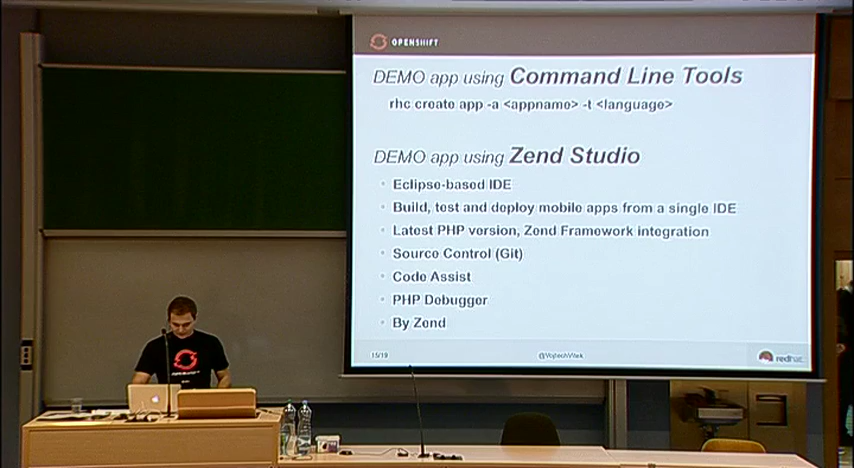 OPENSHIFT
DEMO app using Command Line Tools
rhc create app -a <appname> -t <language>
DEMO app using Zend Studio
Eclipse-based IDE
Build, test and deploy mobile apps from a single IDE
Latest PHP version, Zend Framework integration
Source Control (Git)
Code Assist
PHP Debugger
By Zend
15/19
@VojtechVitek
redhat